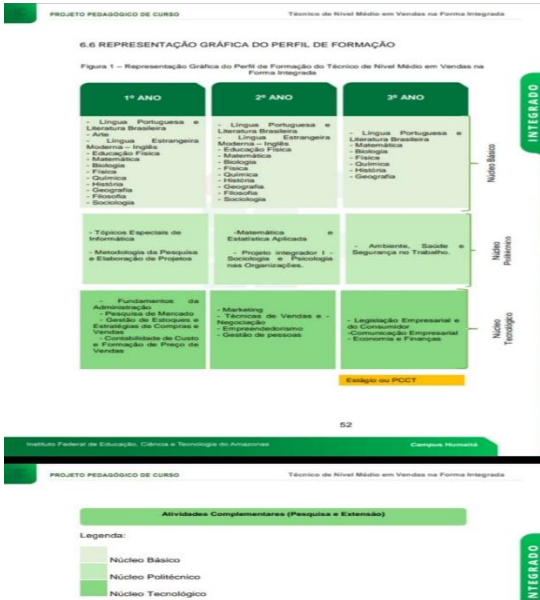 PROJETO PEDAGÓGICO DE CURSO
Técnico de Nível Médio em Vendas na Forma Integrada
6.6 REPRESENTAÇÃO GRÁFICA DO PERFIL DE FORMAÇÃO
Figura 1 – Representação Gráfica do Perfil de Formação do Técnico de Nível Médio em Vendas na
Forma Integrada
INTEGRADO
1º ANO
- Língua Portuguesa e
Literatura Brasileira
- Arte
- Língua Estrangeira
Moderna – Inglês
- Educação Física
- Matemática
- Biologia
- Física
- Química
- História
- Geografia
- Filosofia
- Sociologia
2º ANO
- Língua Portuguesa e
Literatura Brasileira
- Língua Estrangeira
Moderna – Inglês
- Educação Física
- Matemática
- Biologia
- Física
- Química
- História
- Geografia
- Filosofia
- Sociologia
3º ANO
- Língua Portuguesa e
Literatura Brasileira
- Matemática
- Biologia
- Física
- Química
- História
- Geografia
Núcleo Básico
- Tópicos Especiais de
Informática
- Metodologia da Pesquisa
e Elaboração de Projetos
-Matemática e
Estatística Aplicada
- Projeto integrador I -
Sociologia e Psicologia
nas Organizações.
- Ambiente, Saúde e
Segurança no Trabalho.
Núcleo
Politécnico
- Fundamentos da
Administração
- Pesquisa de Mercado
- Gestão de Estoques e
Estratégias de Compras e
Vendas
- Contabilidade de Custo
e Formação de Preço de
Vendas
- Marketing
- Técnicas de Vendas e -
Negociação
- Empreendedorismo
- Gestão de pessoas
- Legislação Empresarial e
do Consumidor
-Comunicação Empresarial
- Economia e Finanças
Núcleo
Tecnológico
Estágio ou PCCT
52
Instituto Federal de Educação, Ciência e Tecnologia do Amazonas
Campus Humaitá
PROJETO PEDAGÓGICO DE CURSO
Técnico de Nível Médio em Vendas na Forma Integrada
Atividades Complementares (Pesquisa e Extensão)
Legenda:
Núcleo Básico
Núcleo Politécnico
Núcleo Tecnológico
INTEGRADO